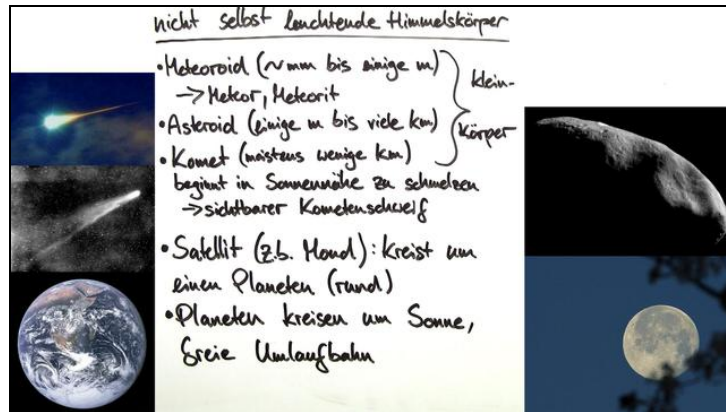 nicht selbst leuchtende Himmelskörper
• Meteoroid (~mm bis einige m)
→ Meteor, Meteorit
• Asteroid (einige m bis viele km)
• Komet (meistens wenige km)
klein-
körper
beginnt in Sonnennähe zu schmelzen
→ sichtbarer Kometenschweif
• Satellit (z.b. Mond): kreist um
einen Planeten (rund)
• Planeten kreisen um Sonne,
freie Umlaufbahn